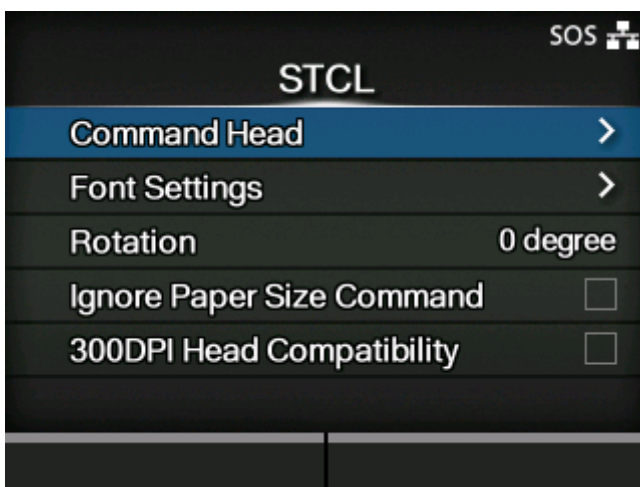 SOS
STCL
Command Head
Font Settings
Rotation 0 degree
Ignore Paper Size Command
300DPI Head Compatibility